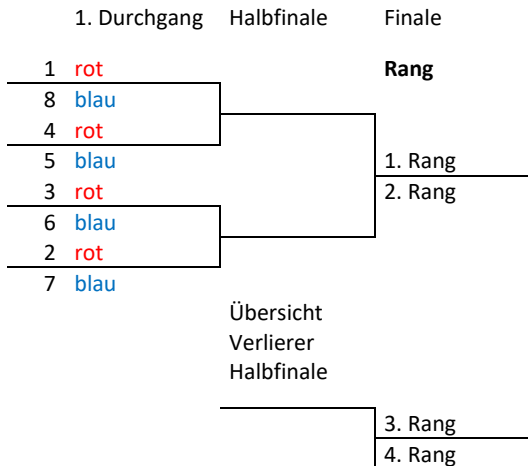 1. Durchgang Halbfinale Finale
1 rot Rang
8 blau
4 rot
5 blau 1. Rang
3 rot 2. Rang
6 blau
2 rot
7 blau
Übersicht
Verlierer
Halbfinale
3. Rang
4. Rang